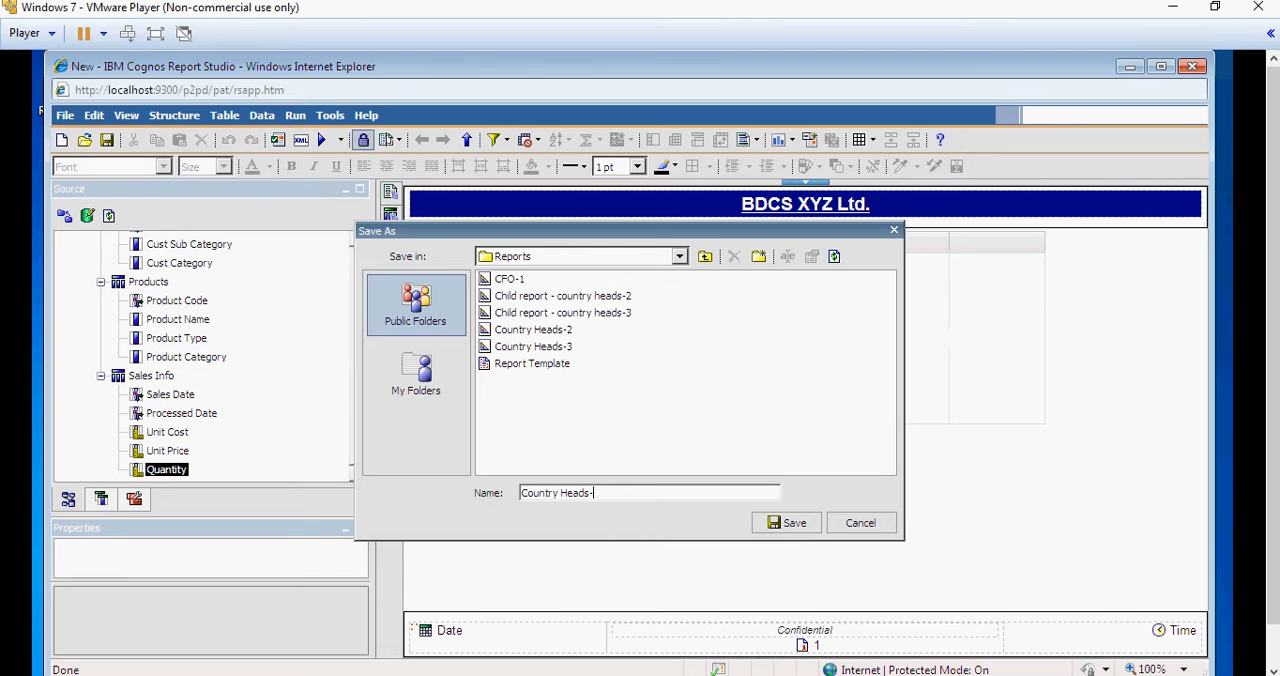 Windows 7 - VMware Player (Non-commercial use only)
Player
New - IBM Cognos Report Studio - Windows Internet Explorer
http://localhost:9300/p2pd/pat/rsapp.htm
File Edit View Structure Table Data Run Tools Help
Font Size 1 pt
Source
BDCS XYZ Ltd.
Cust Sub Category
Cust Category
Products
Product Code
Product Name
Product Type
Product Category
Sales Info
Sales Date
Processed Date
Unit Cost
Unit Price
Quantity
Properties
Save As
Save in: Reports
Public Folders
My Folders
CFO-1
Child report - country heads-2
Child report - country heads-3
Country Heads-2
Country Heads-3
Report Template
Name: Country Heads-
Save Cancel
Date Confidential Time
1
Done Internet | Protected Mode: On 100%